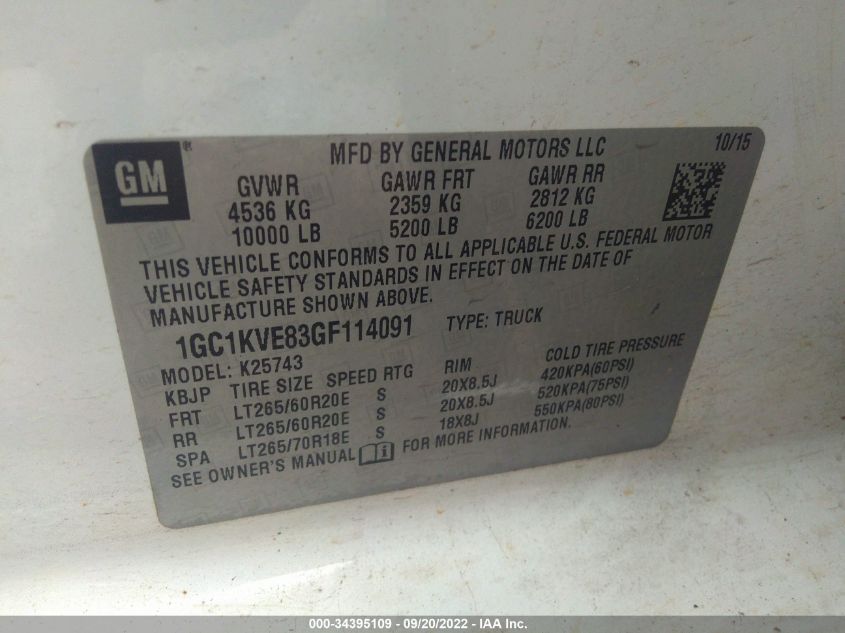 GM ®
MFD BY GENERAL MOTORS LLC
10/15
GVWR GAWR FRT GAWR RR
4536 KG 2359 KG 2812 KG
10000 LB 5200 LB 6200 LB
THIS VEHICLE CONFORMS TO ALL APPLICABLE U.S. FEDERAL MOTOR
VEHICLE SAFETY STANDARDS IN EFFECT ON THE DATE OF
MANUFACTURE SHOWN ABOVE.
1GC1KVE83GF114091 TYPE: TRUCK
MODEL: K25743
KBJP TIRE SIZE SPEED RTG RIM COLD TIRE PRESSURE
FRT LT265/60R20E S 20X8.5J 420KPA(60PSI)
RR LT265/60R20E S 20X8.5J 520KPA(75PSI)
SPA LT265/70R18E S 18X8J 550KPA(80PSI)
SEE OWNER'S MANUAL i FOR MORE INFORMATION.
000-34395109 - 09/20/2022 - IAA Inc.